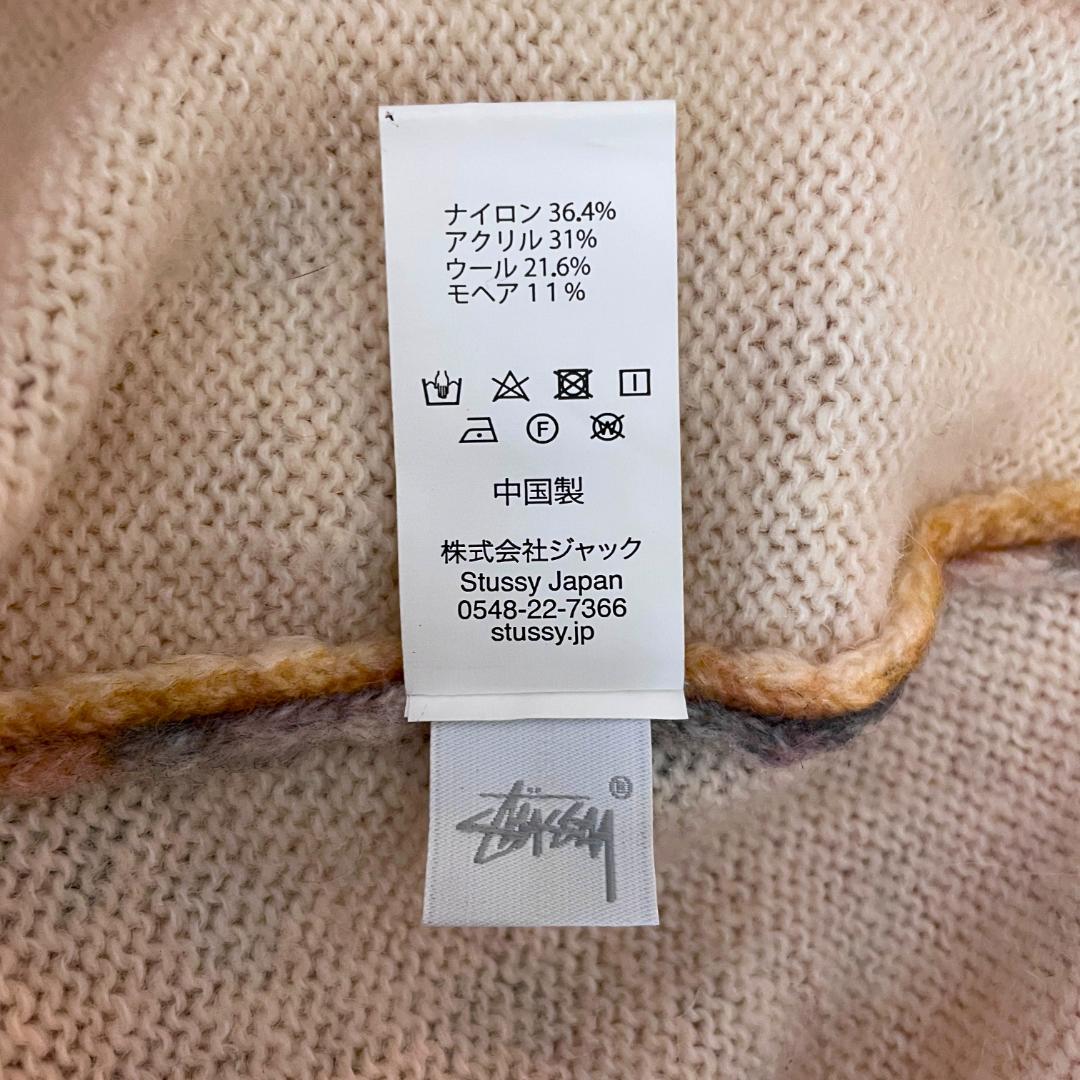 ナイロン 36.4%
アクリル 31%
ウール 21.6%
モヘア 11%
F
W
中国製
株式会社ジャック
Stussy Japan
0548-22-7366
stussy.jp
Stüssy ®